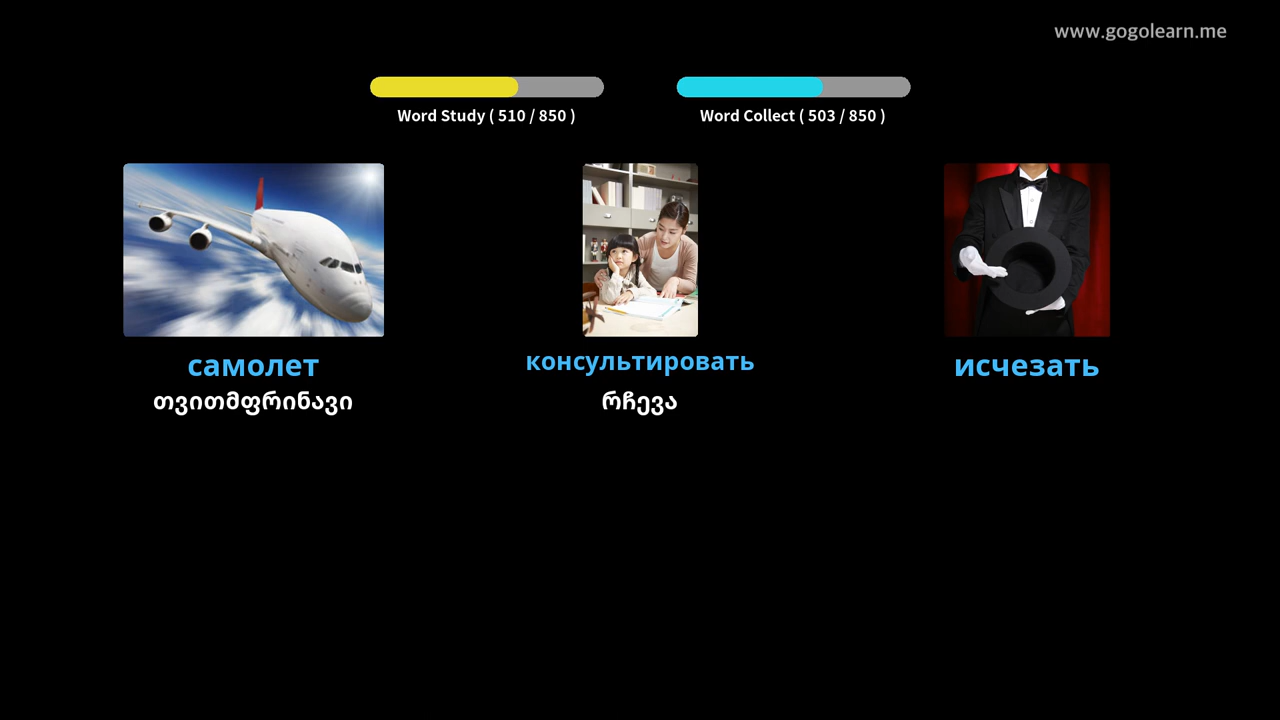 www.gogolearn.me
Word Study ( 510 / 850 )
Word Collect ( 503 / 850 )
самолет
თვითმფრინავი
консультировать
რჩევა
исчезать